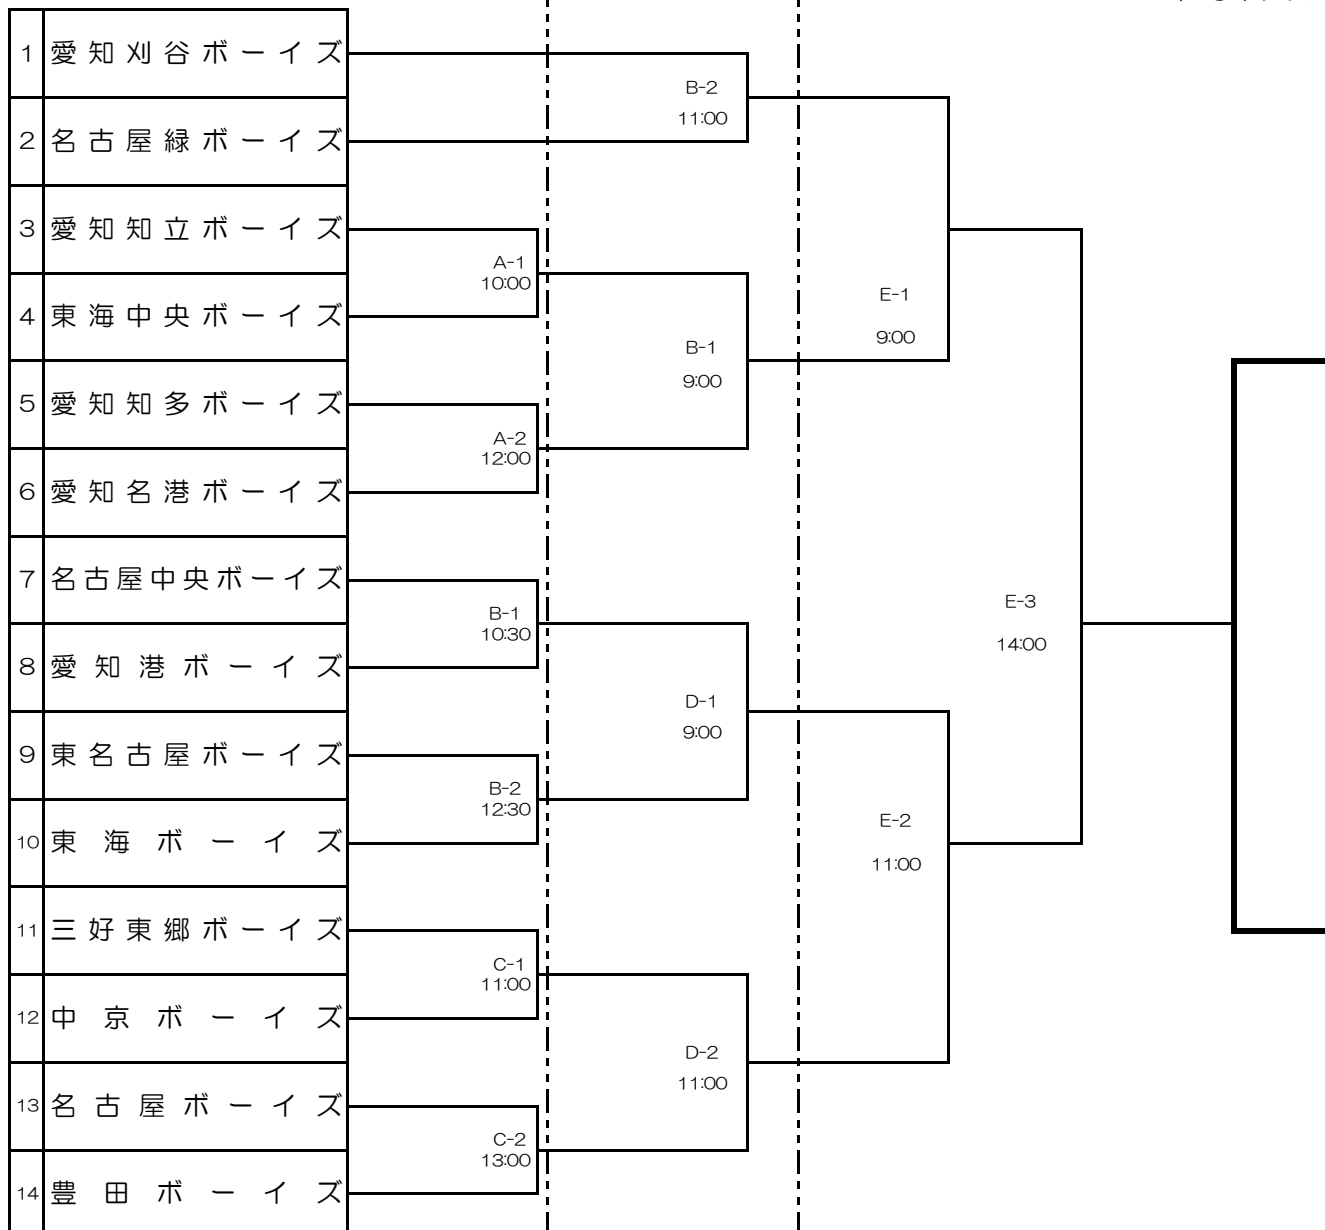 1 愛知刈谷ボーイズ
B-2
11:00
2 名古屋緑ボーイズ
3 愛知知立ボーイズ
A-1
10:00
4 東海中央ボーイズ
E-1
9:00
B-1
9:00
5 愛知知多ボーイズ
A-2
12:00
6 愛知名港ボーイズ
7 名古屋中央ボーイズ
B-1
10:30
E-3
14:00
8 愛知港ボーイズ
D-1
9:00
9 東名古屋ボーイズ
B-2
12:30
10 東海ボーイズ
E-2
11:00
11 三好東郷ボーイズ
C-1
11:00
12 中京ボーイズ
D-2
11:00
13 名古屋ボーイズ
C-2
13:00
14 豊田ボーイズ